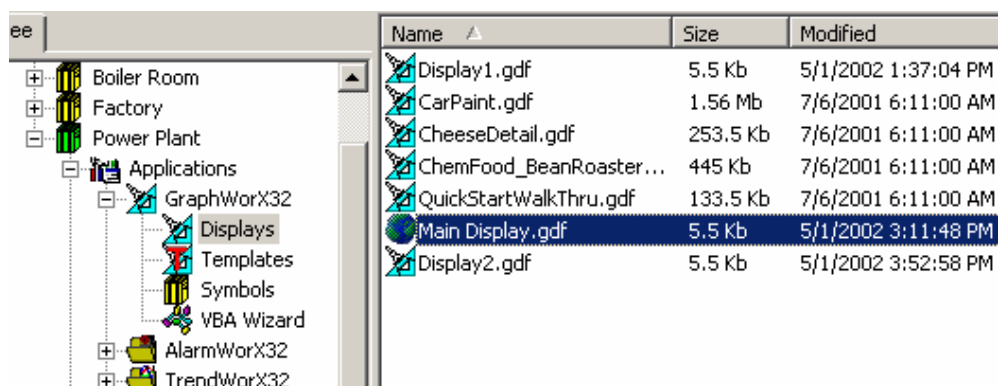 ee
Boiler Room
Factory
Power Plant
Applications
GraphWorX32
Displays
Templates
Symbols
VBA Wizard
AlarmWorX32
TrendWorX32
Name Size Modified
Display1.gdf 5.5 Kb 5/1/2002 1:37:04 PM
CarPaint.gdf 1.56 Mb 7/6/2001 6:11:00 AM
CheeseDetail.gdf 253.5 Kb 7/6/2001 6:11:00 AM
ChemFood_BeanRoaster... 445 Kb 7/6/2001 6:11:00 AM
QuickStartWalkThru.gdf 133.5 Kb 7/6/2001 6:11:00 AM
Main Display.gdf 5.5 Kb 5/1/2002 3:11:48 PM
Display2.gdf 5.5 Kb 5/1/2002 3:52:58 PM